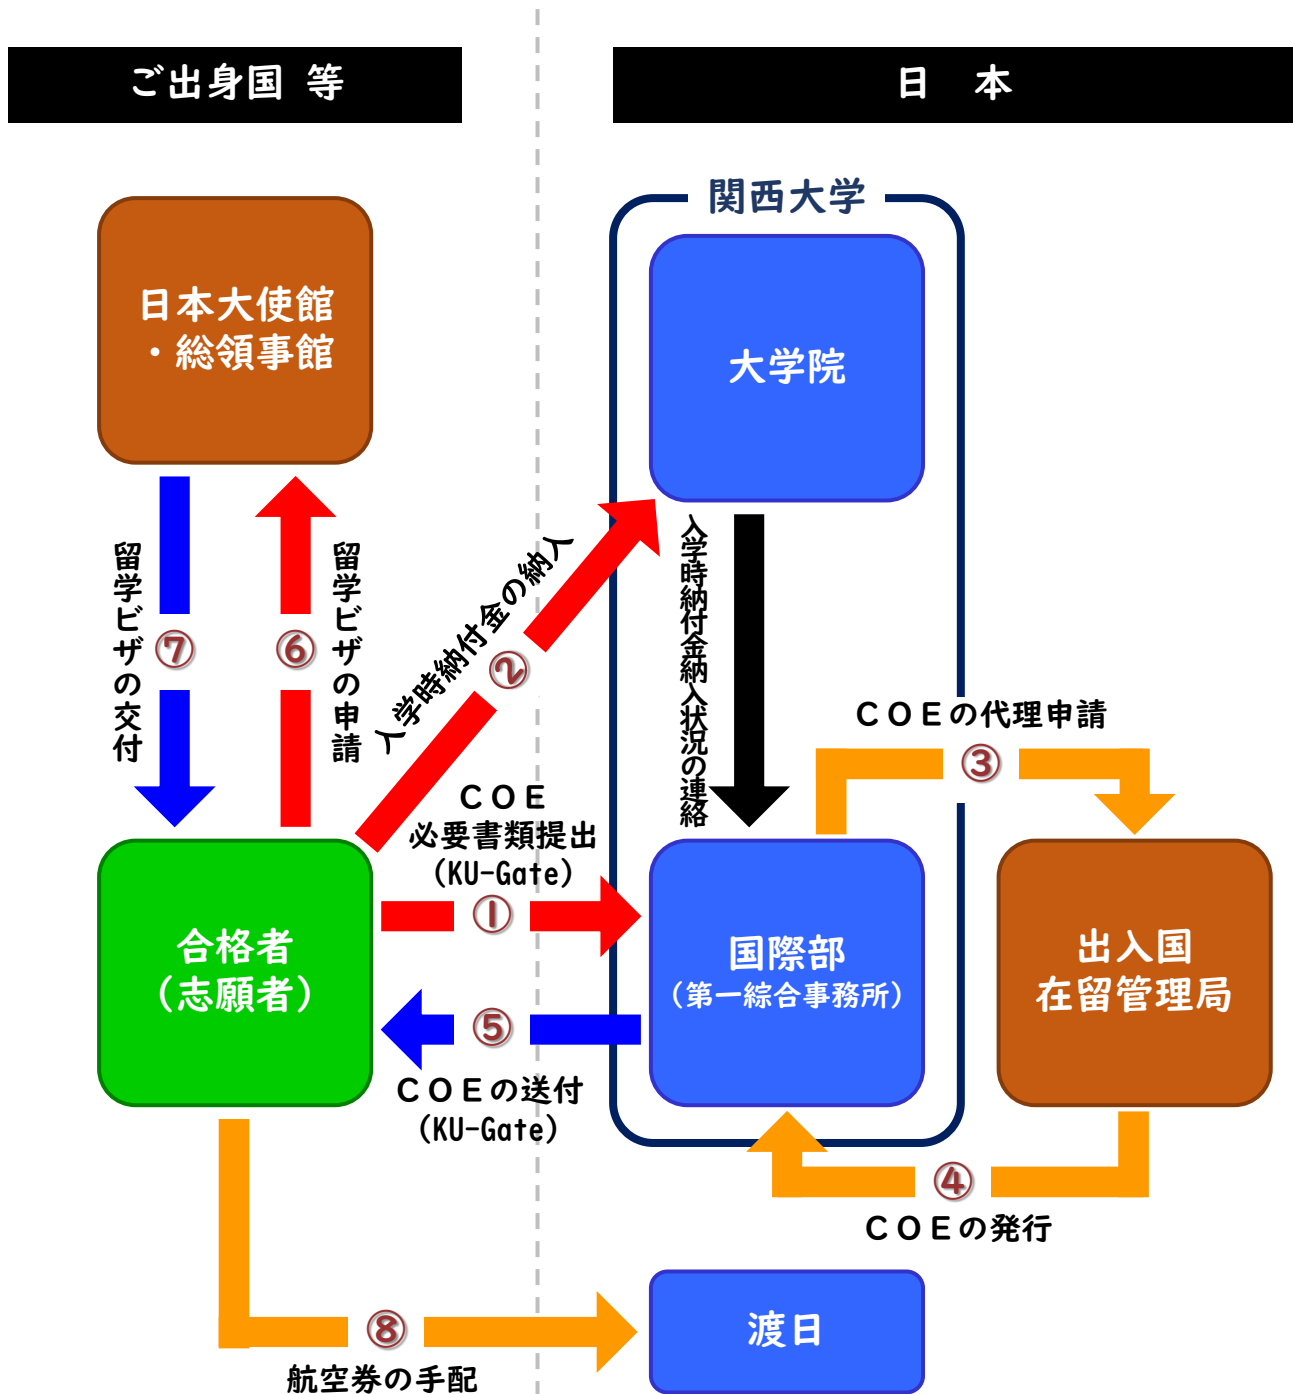 ご出身国 等
日 本
関西大学
日本大使館
・総領事館
大学院
留学ビザの交付
⑦
⑥
留学ビザの申請
入学時納付金の納入
②
入学時納付金納入状況の連絡
COEの代理申請
③
COE
必要書類提出
(KU-Gate)
①
合格者
(志願者)
国際部
(第一綜合事務所)
出入国
在留管理局
⑤
COEの送付
(KU-Gate)
④
COEの発行
⑧
航空券の手配
渡日